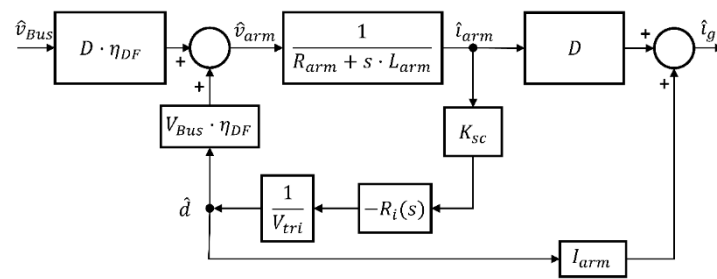 v̂_Bus
D · η_DF
+
+
v̂_arm
1
R_arm + s · L_arm
î_arm
D
+
+
î_g
V_Bus · η_DF
K_sc
d̂
1
V_tri
−R_i(s)
I_arm